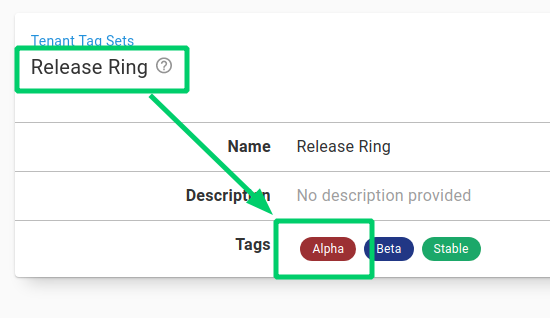 Tenant Tag Sets
Release Ring ?
Name Release Ring
Description No description provided
Tags Alpha Beta Stable